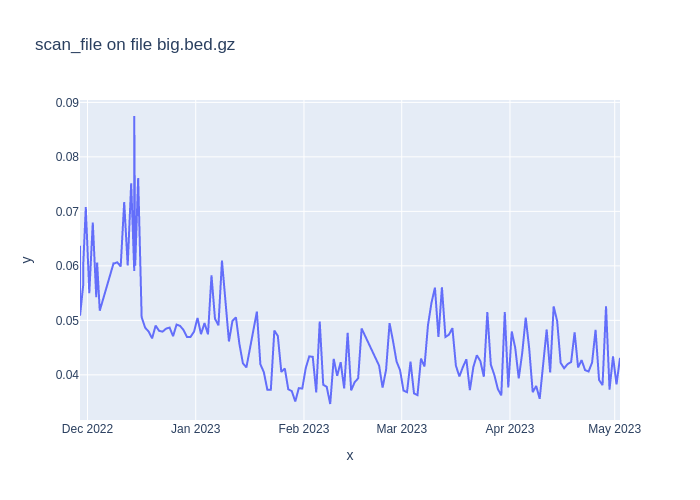 scan_file on file big.bed.gz
0.09
0.08
0.07
0.06
0.05
0.04
y
Dec 2022
Jan 2023
Feb 2023
Mar 2023
Apr 2023
May 2023
x